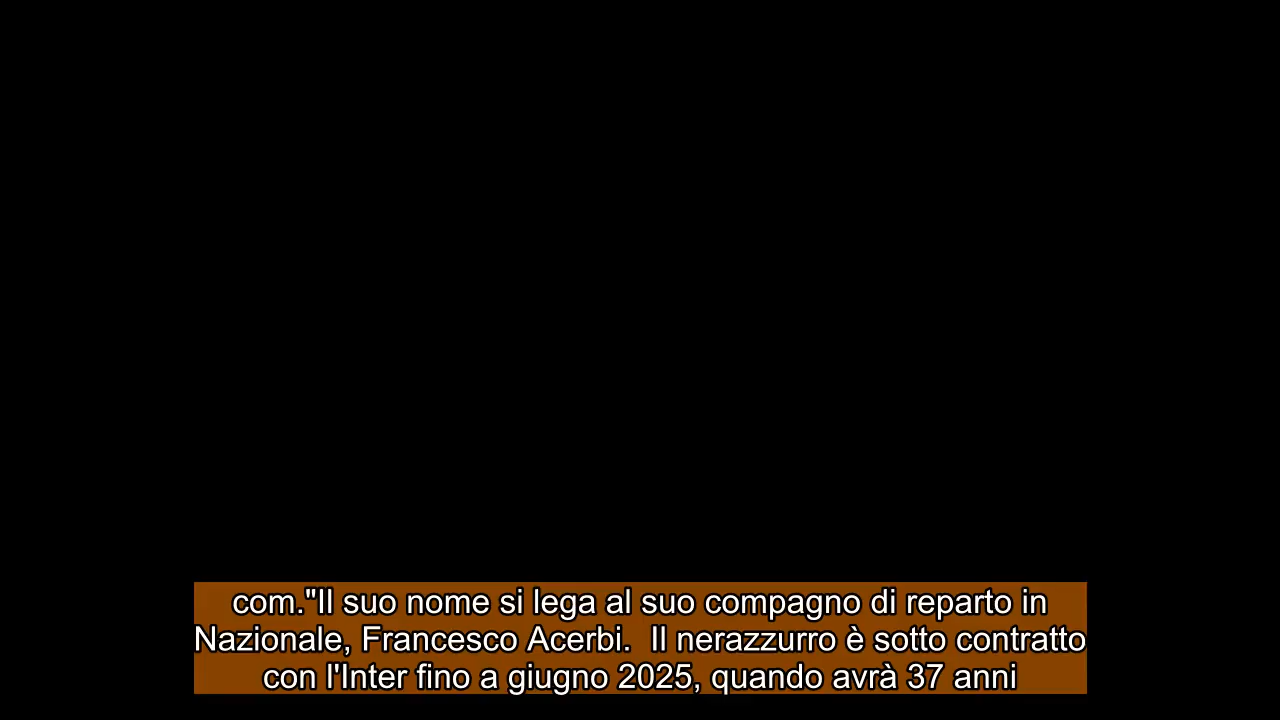 com."Il suo nome si lega al suo compagno di reparto in
Nazionale, Francesco Acerbi.  Il nerazzurro è sotto contratto
con l'Inter fino a giugno 2025, quando avrà 37 anni